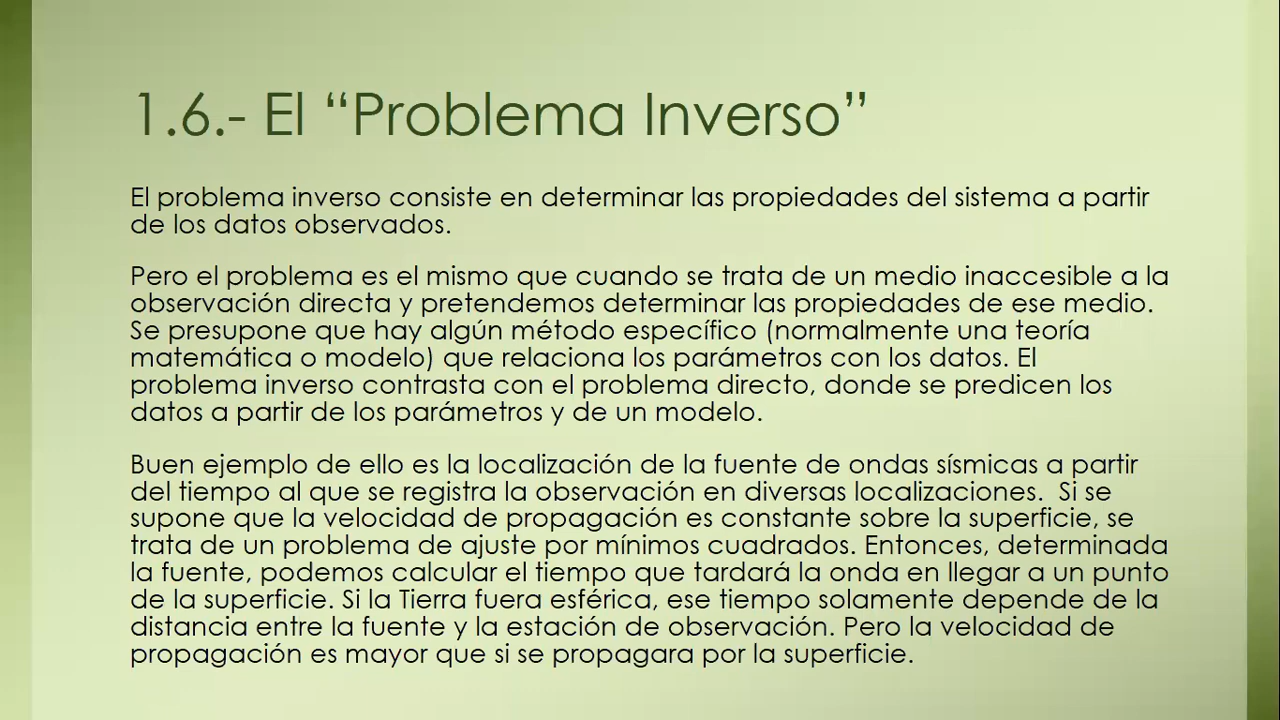 1.6.- El “Problema Inverso”
El problema inverso consiste en determinar las propiedades del sistema a partir
de los datos observados.
Pero el problema es el mismo que cuando se trata de un medio inaccesible a la
observación directa y pretendemos determinar las propiedades de ese medio.
Se presupone que hay algún método específico (normalmente una teoría
matemática o modelo) que relaciona los parámetros con los datos. El
problema inverso contrasta con el problema directo, donde se predicen los
datos a partir de los parámetros y de un modelo.
Buen ejemplo de ello es la localización de la fuente de ondas sísmicas a partir
del tiempo al que se registra la observación en diversas localizaciones.  Si se
supone que la velocidad de propagación es constante sobre la superficie, se
trata de un problema de ajuste por mínimos cuadrados. Entonces, determinada
la fuente, podemos calcular el tiempo que tardará la onda en llegar a un punto
de la superficie. Si la Tierra fuera esférica, ese tiempo solamente depende de la
distancia entre la fuente y la estación de observación. Pero la velocidad de
propagación es mayor que si se propagara por la superficie.